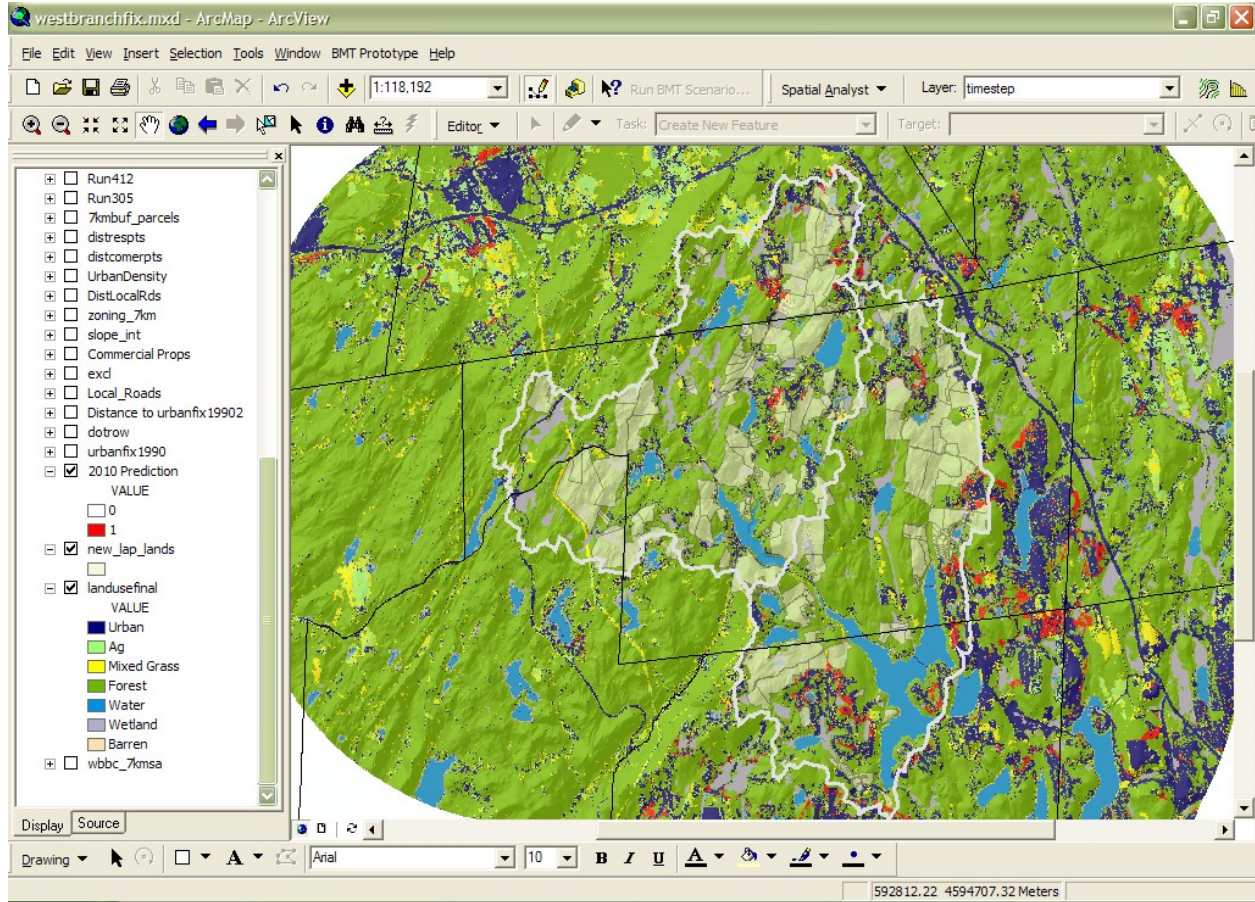 westbranchfix.mxd - ArcMap - ArcView
File Edit View Insert Selection Tools Window BMT Prototype Help
1:118,192 Run BMT Scenario... Spatial Analyst Layer: timestep
Editor Task: Create New Feature Target:
Run412
Run305
7kmbuf_parcels
distrespts
distcomerpts
UrbanDensity
DistLocalRds
zoning_7km
slope_int
Commercial Props
excl
Local_Roads
Distance to urbanfix19902
dotrow
urbanfix1990
2010 Prediction
VALUE
0
1
new_lap_lands
landusefinal
VALUE
Urban
Ag
Mixed Grass
Forest
Water
Wetland
Barren
wbbc_7kmsa
Display Source
Drawing A Arial 10 B I U A
592812.22 4594707.32 Meters